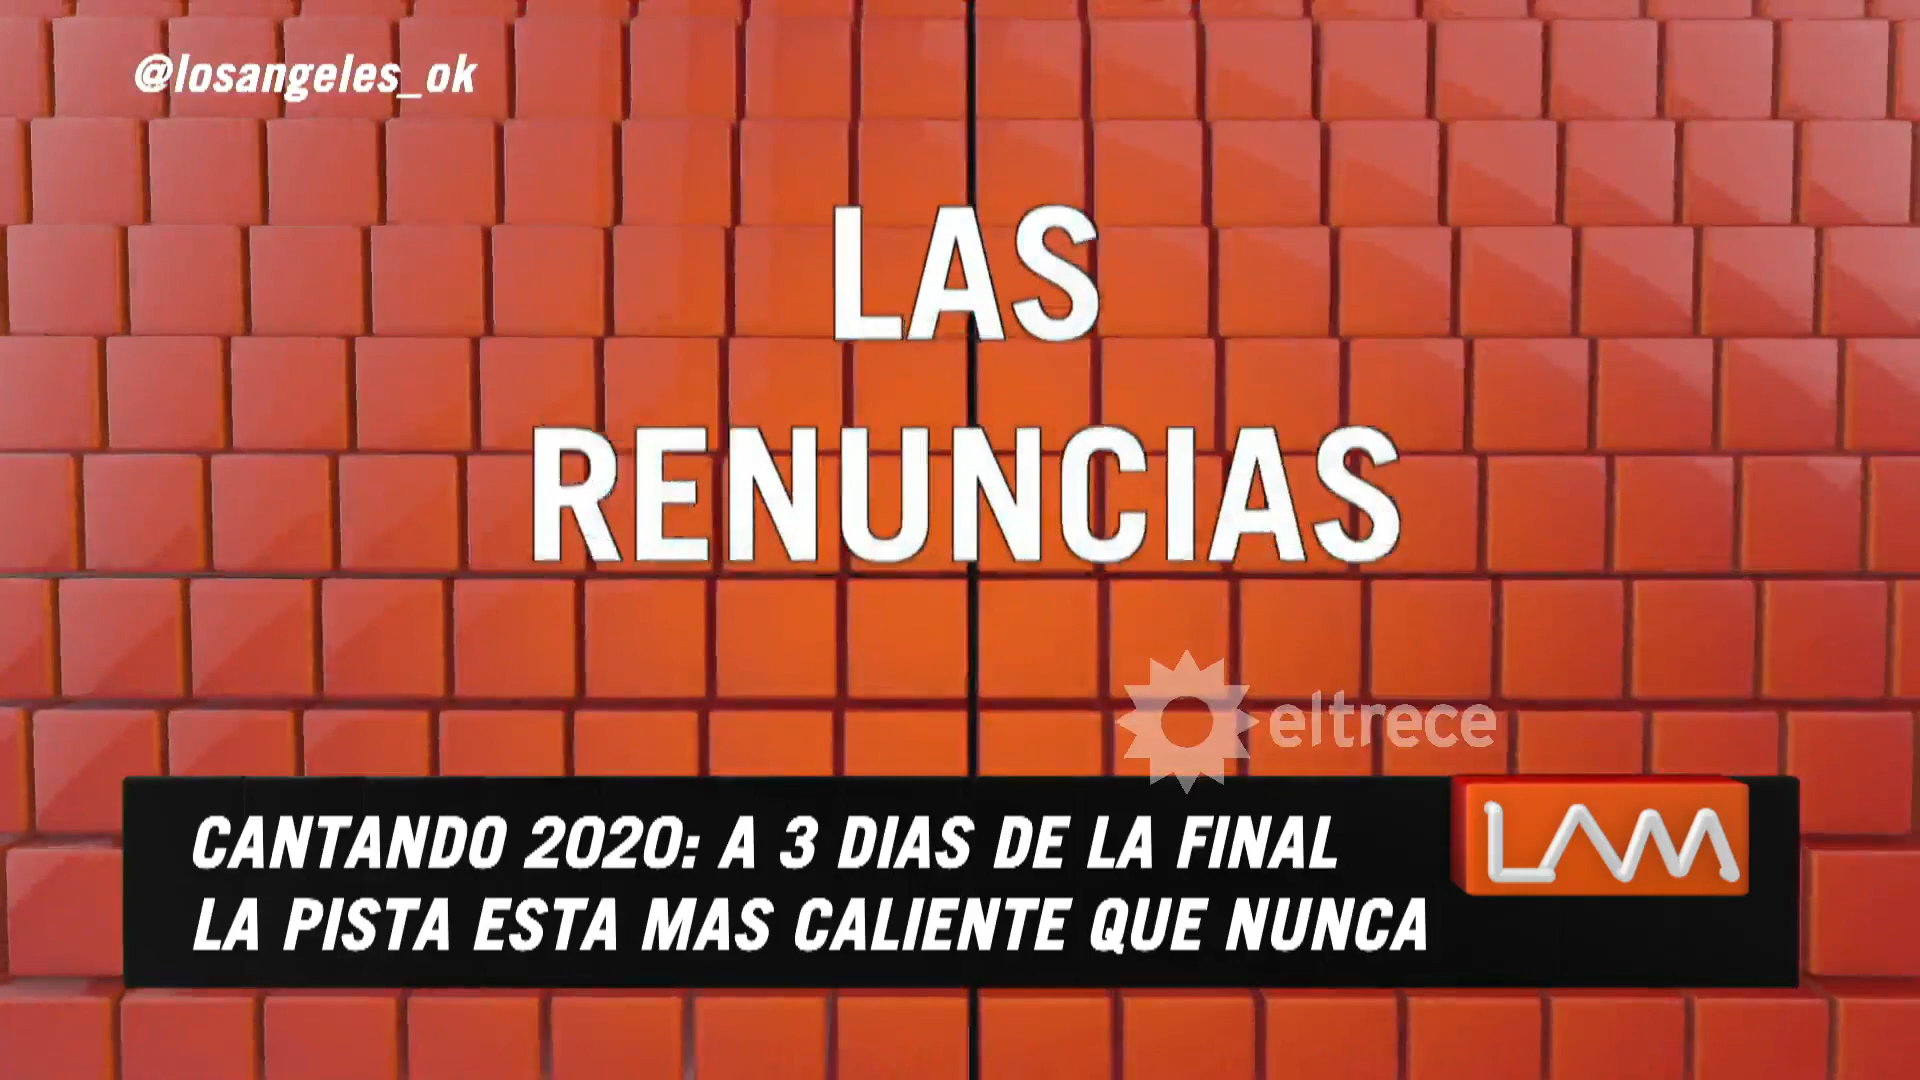 @losangeles_ok
LAS
RENUNCIAS
eltrece
CANTANDO 2020: A 3 DIAS DE LA FINAL
LAM
LA PISTA ESTA MAS CALIENTE QUE NUNCA